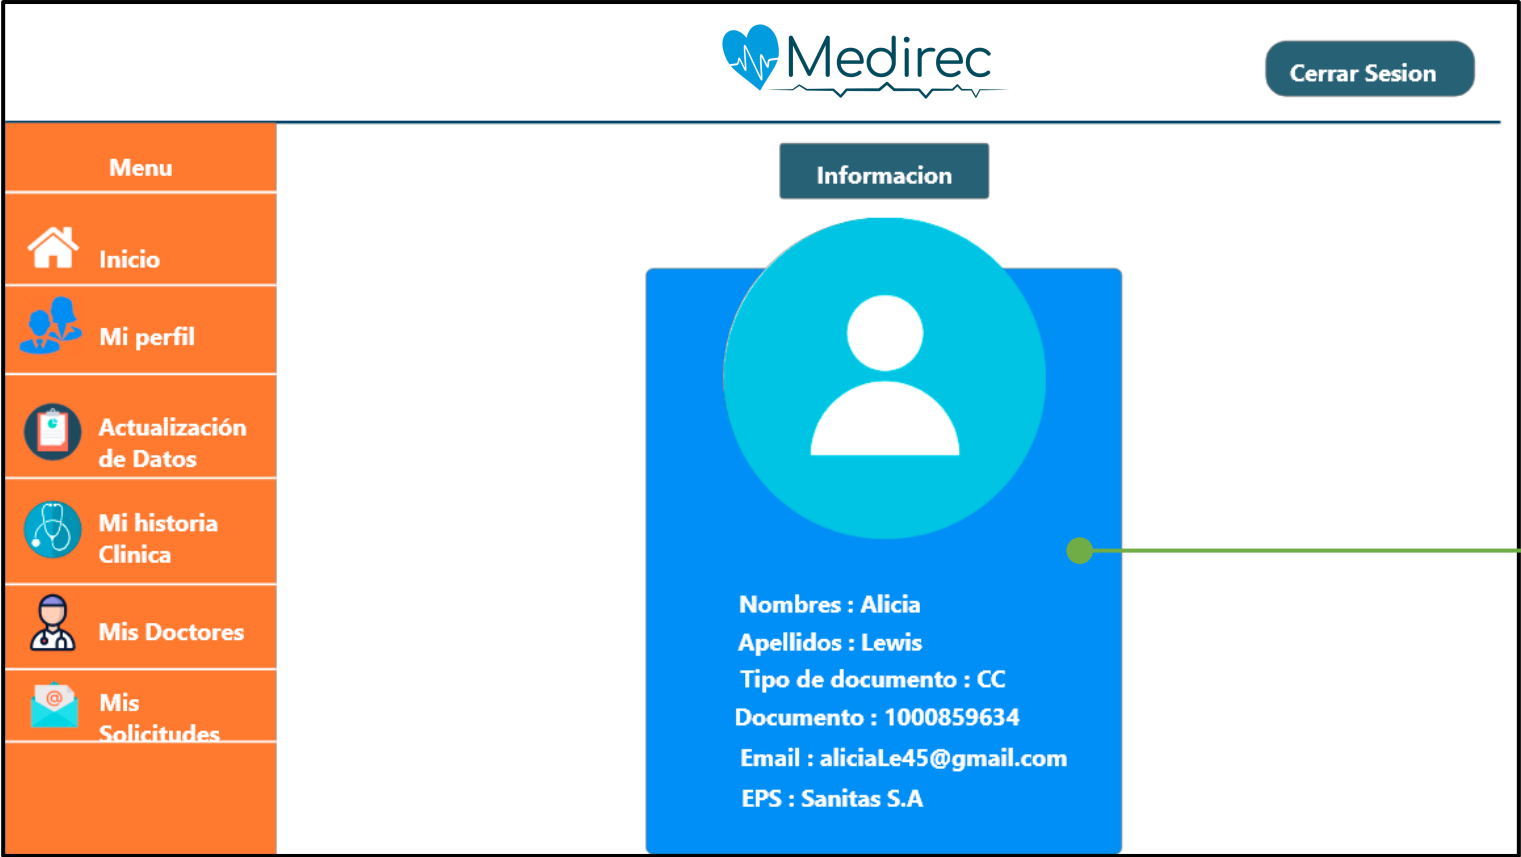 Medirec
Cerrar Sesion
Menu
Inicio
Mi perfil
Actualización
de Datos
Mi historia
Clinica
Mis Doctores
Mis
Solicitudes
Informacion
Nombres : Alicia
Apellidos : Lewis
Tipo de documento : CC
Documento : 1000859634
Email : aliciaLe45@gmail.com
EPS : Sanitas S.A